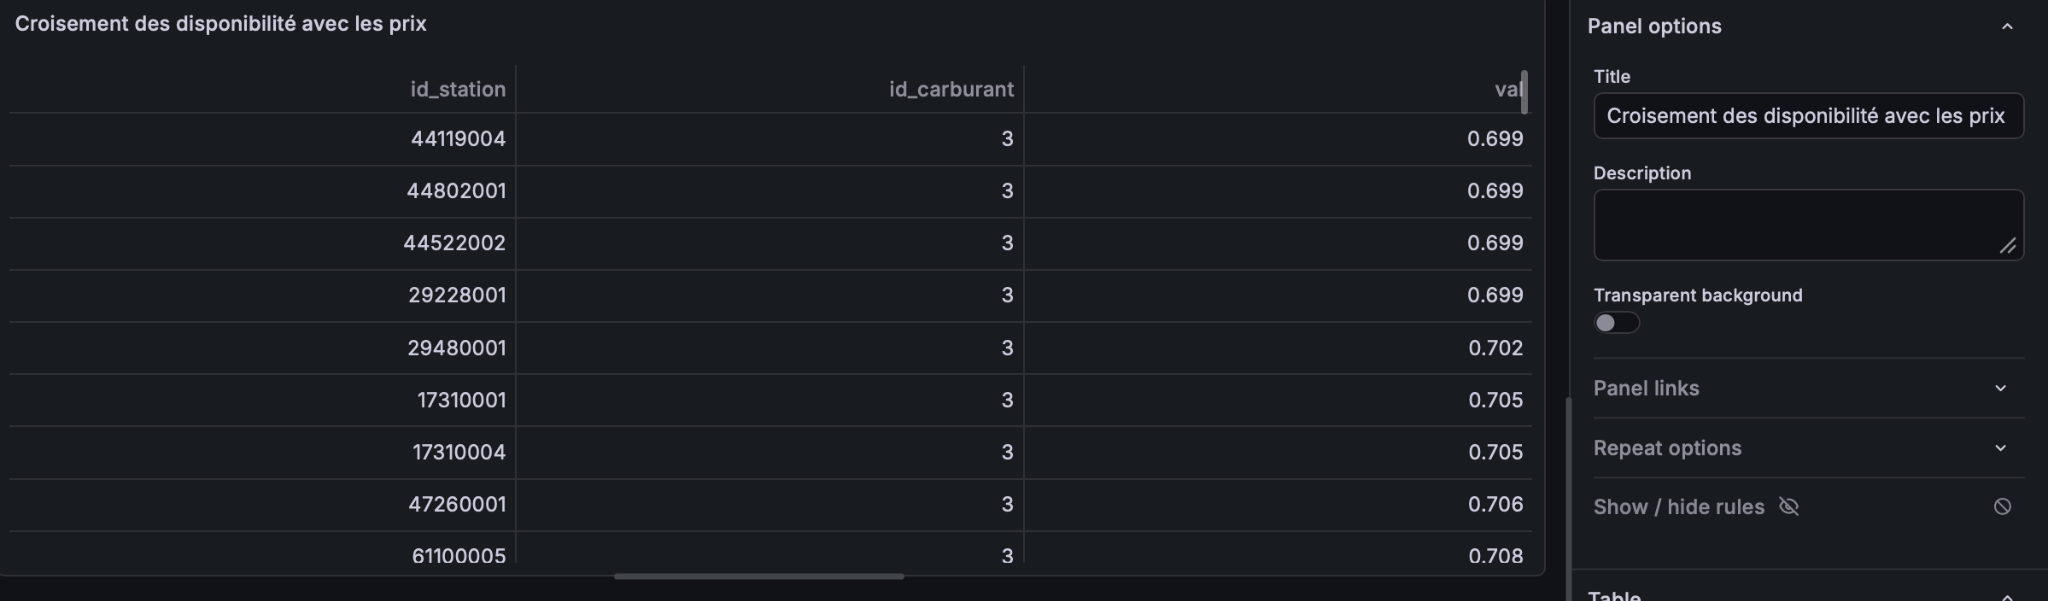 Croisement des disponibilité avec les prix
id_station id_carburant val
44119004 3 0.699
44802001 3 0.699
44522002 3 0.699
29228001 3 0.699
29480001 3 0.702
17310001 3 0.705
17310004 3 0.705
47260001 3 0.706
61100005 3 0.708
Panel options
Title
Croisement des disponibilité avec les prix
Description
Transparent background
Panel links
Repeat options
Show / hide rules
Table